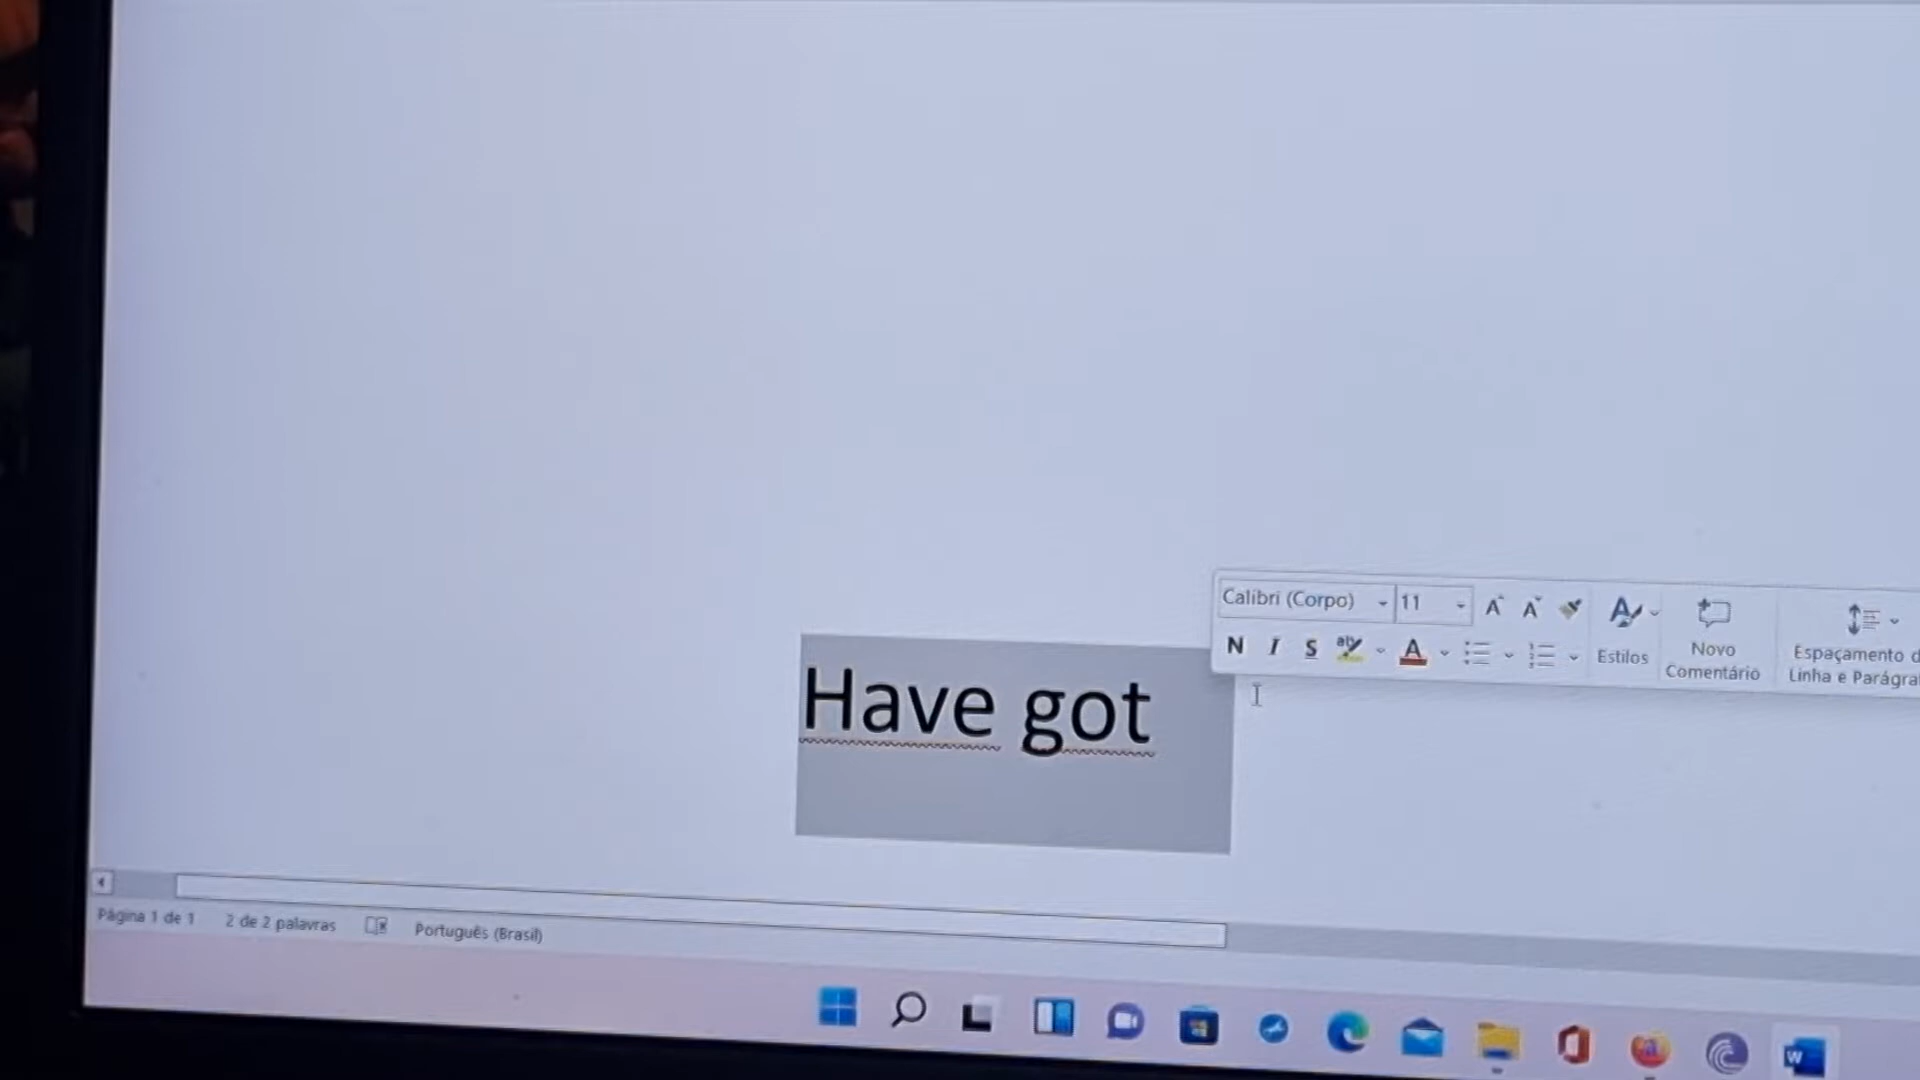 Calibri (Corpo) 11
N I S
Estilos
Novo
Comentário
Espaçamento d
Linha e Parágra
Have got
Página 1 de 1 2 de 2 palavras Português (Brasil)